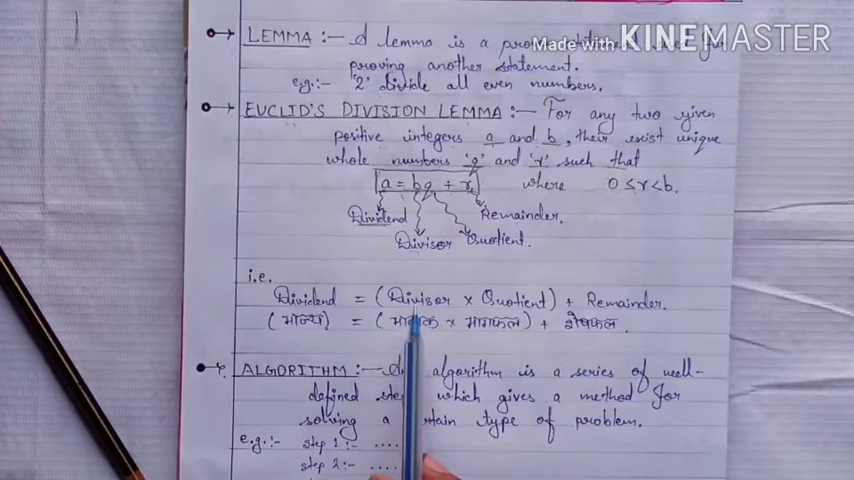 Made with KINEMASTER
LEMMA :— A lemma is a
proving another statement.
e.g:- '2' divide all even numbers.
EUCLID'S DIVISION LEMMA :— For any two given
positive integers a and b, their exist unique
whole numbers 'q' and 'r' such that
a = bq + r, where 0 ≤ r < b.
Dividend Remainder.
Divisor Quotient.
i.e.
Dividend = (Divisor × Quotient) + Remainder.
(भाज्य) = ( × भागफल) + शेषफल.
ALGORITHM :— algorithm is a series of well-
defined which gives a method for
solving a type of problem.
e.g:- step 1:- ....
step 2:- ....